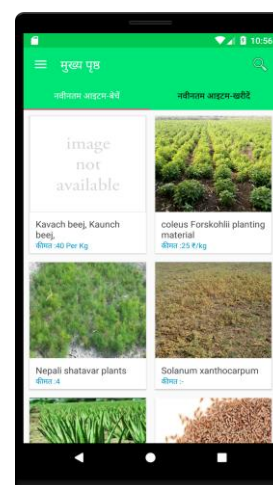 10:56
मुख्य पृष्ठ
नवीनतम आइटम-बेचें
नवीनतम आइटम-खरीदें
image
not
available
Kavach beej, Kaunch
beej,
कीमत :40 Per Kg
coleus Forskohlii planting
material
कीमत :25 ₹/kg
Nepali shatavar plants
कीमत :4
Solanum xanthocarpum
कीमत :-